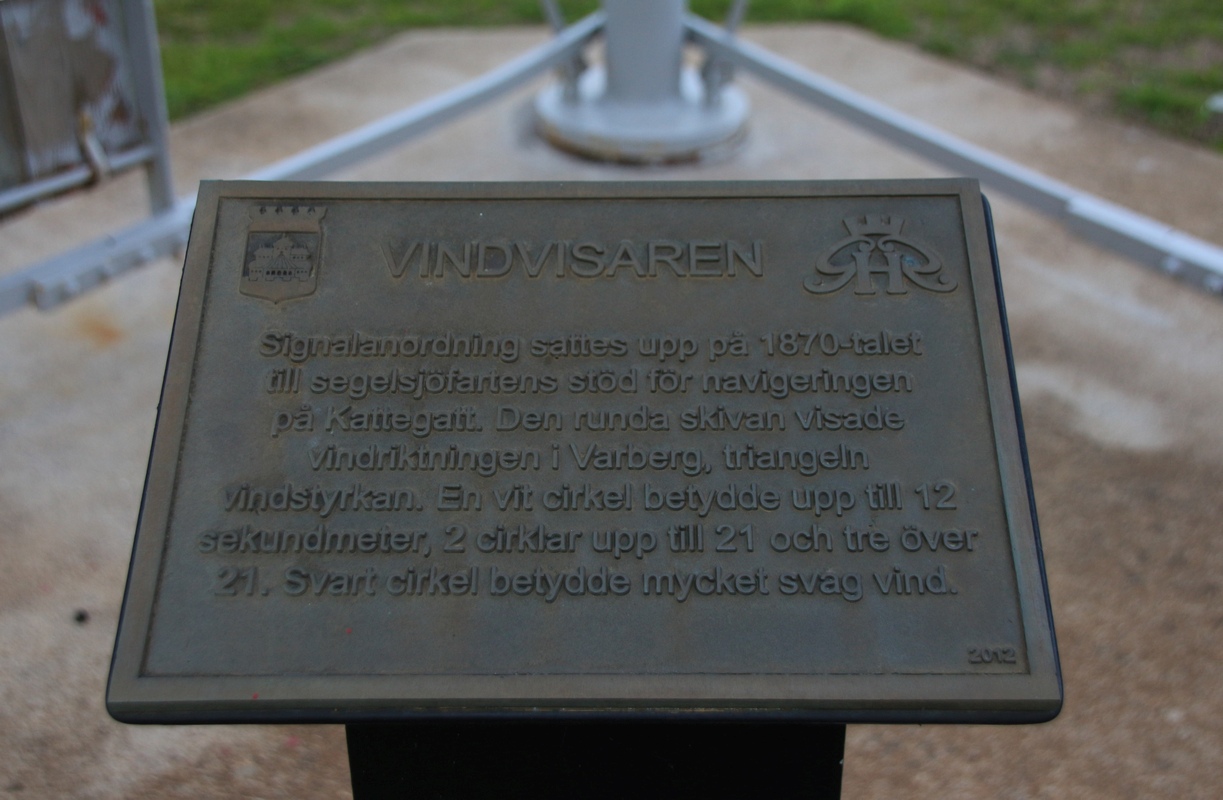 VINDVISAREN
Signalanordning sattes upp på 1870-talet
till segelsjöfartens stöd för navigeringen
på Kattegatt. Den runda skivan visade
vindriktningen i Varberg, triangeln
vindstyrkan. En vit cirkel betydde upp till 12
sekundmeter, 2 cirklar upp till 21 och tre över
21. Svart cirkel betydde mycket svag vind.
2012